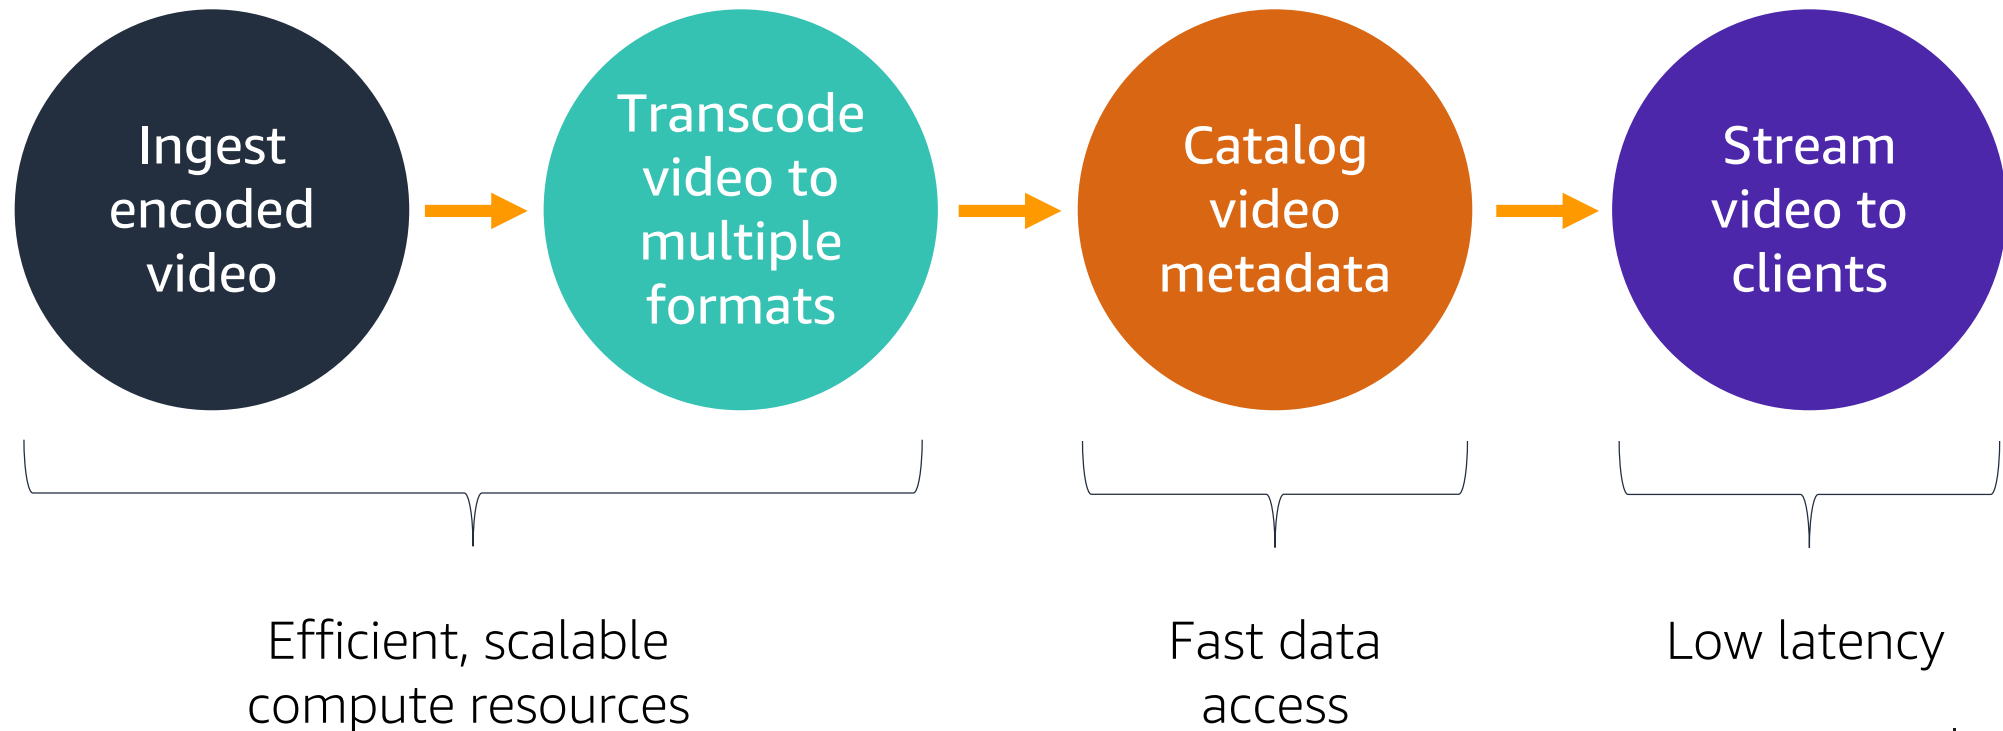 Ingest
encoded
video
Transcode
video to
multiple
formats
Catalog
video
metadata
Stream
video to
clients
Efficient, scalable
compute resources
Fast data
access
Low latency